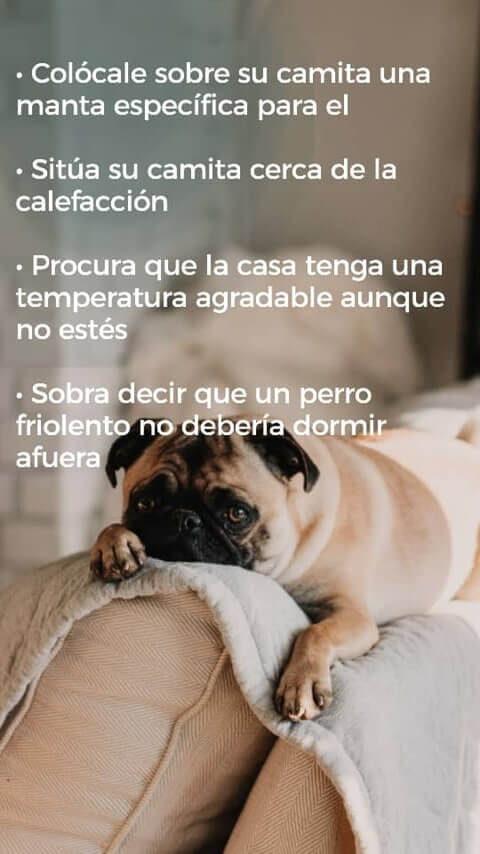 • Colócale sobre su camita una
manta específica para el
• Sitúa su camita cerca de la
calefacción
• Procura que la casa tenga una
temperatura agradable aunque
no estés
• Sobra decir que un perro
friolento no debería dormir
afuera